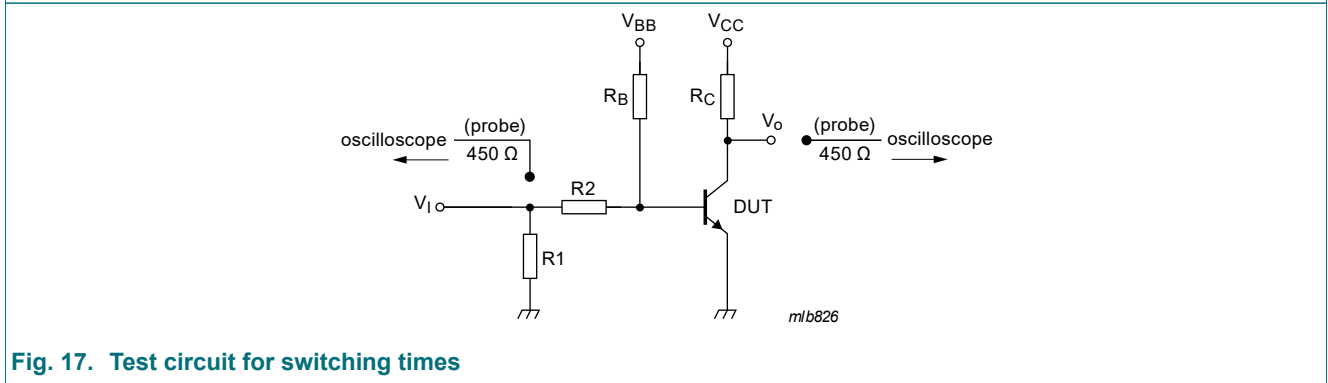 VBB
VCC
RB
RC
Vo
oscilloscope
(probe)
450 Ω
(probe)
450 Ω
oscilloscope
R2
VI
DUT
R1
mlb826
Fig. 17. Test circuit for switching times